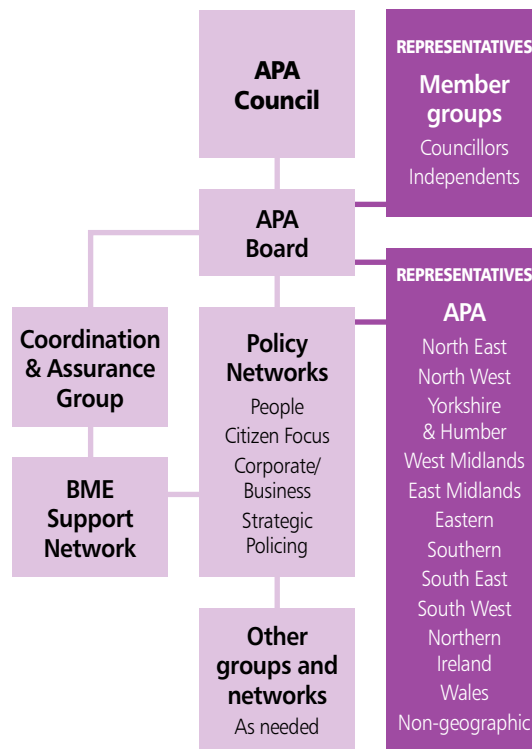 APA
Council
REPRESENTATIVES
Member
groups
Councillors
Independents
APA
Board
Coordination
& Assurance
Group
BME
Support
Network
Policy
Networks
People
Citizen Focus
Corporate/
Business
Strategic
Policing
Other
groups and
networks
As needed
REPRESENTATIVES
APA
North East
North West
Yorkshire
& Humber
West Midlands
East Midlands
Eastern
Southern
South East
South West
Northern
Ireland
Wales
Non-geographic